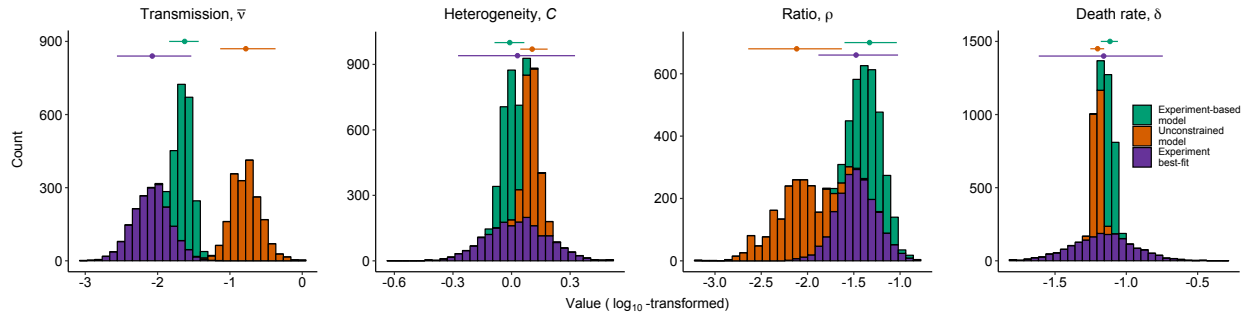 Transmission, ν̅
Heterogeneity, C
Ratio, ρ
Death rate, δ
Count
900
600
300
0
-3
-2
-1
0
900
600
300
0
-0.6
-0.3
0.0
0.3
600
400
200
0
-3.0
-2.5
-2.0
-1.5
-1.0
1500
1000
500
0
-1.5
-1.0
-0.5
Experiment-based
model
Unconstrained
model
Experiment
best-fit
Value ( log₁₀ -transformed)